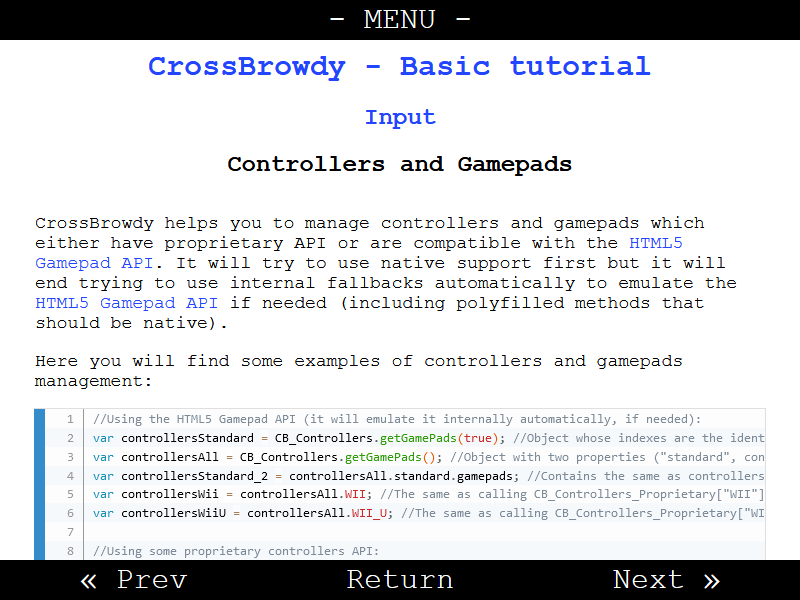 - MENU -
CrossBrowdy - Basic tutorial
Input
Controllers and Gamepads
CrossBrowdy helps you to manage controllers and gamepads which
either have proprietary API or are compatible with the HTML5
Gamepad API. It will try to use native support first but it will
end trying to use internal fallbacks automatically to emulate the
HTML5 Gamepad API if needed (including polyfilled methods that
should be native).
Here you will find some examples of controllers and gamepads
management:
1 //Using the HTML5 Gamepad API (it will emulate it internally automatically, if needed):
2 var controllersStandard = CB_Controllers.getGamePads(true); //Object whose indexes are the ident
3 var controllersAll = CB_Controllers.getGamePads(); //Object with two properties ("standard", con
4 var controllersStandard_2 = controllersAll.standard.gamepads; //Contains the same as controllers
5 var controllersWii = controllersAll.WII; //The same as calling CB_Controllers_Proprietary["WII"]
6 var controllersWiiU = controllersAll.WII_U; //The same as calling CB_Controllers_Proprietary["WI
7
8 //Using some proprietary controllers API:
« Prev Return Next »